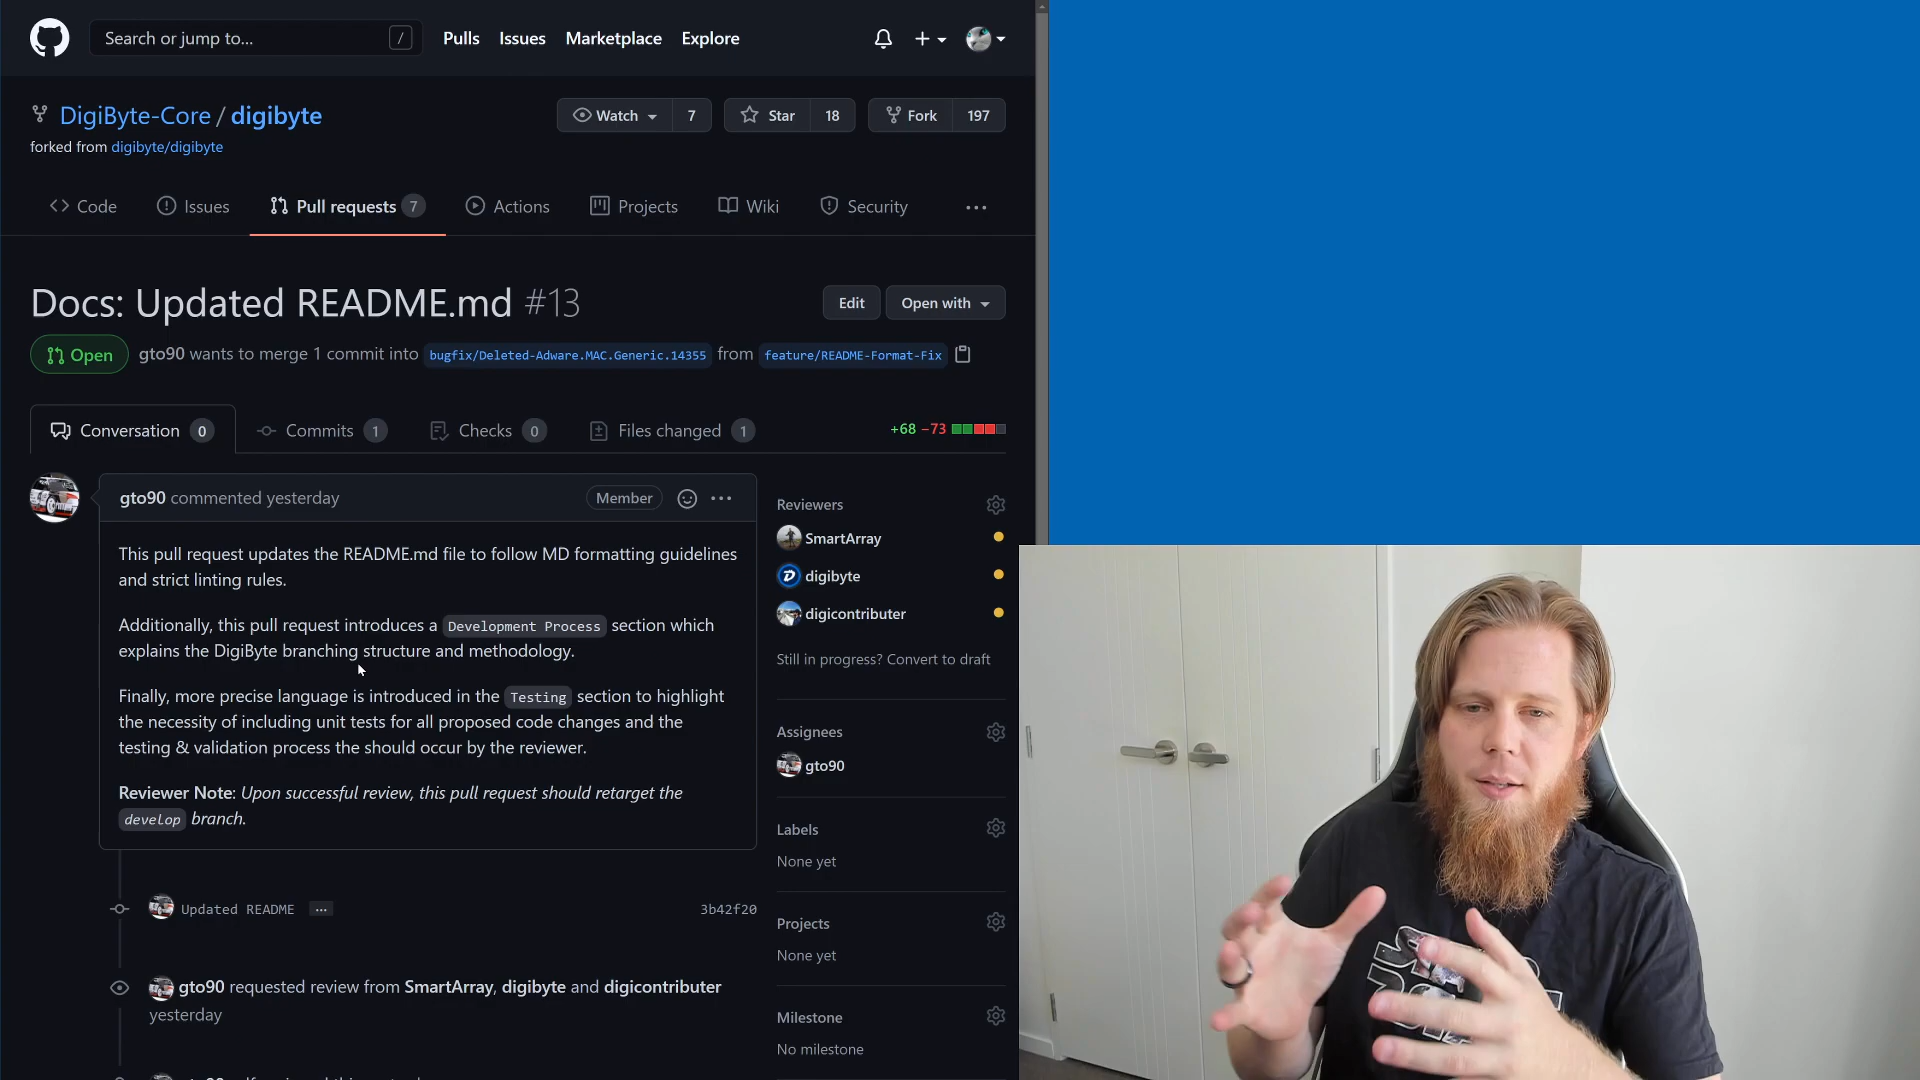 Search or jump to... /
Pulls Issues Marketplace Explore
DigiByte-Core / digibyte
Watch 7 Star 18 Fork 197
forked from digibyte/digibyte
Code Issues Pull requests 7 Actions Projects Wiki Security
Docs: Updated README.md #13
Edit Open with
Open gto90 wants to merge 1 commit into bugfix/Deleted-Adware.MAC.Generic.14355 from feature/README-Format-Fix
Conversation 0 Commits 1 Checks 0 Files changed 1 +68 −73
gto90 commented yesterday Member
This pull request updates the README.md file to follow MD formatting guidelines
and strict linting rules.
Additionally, this pull request introduces a Development Process section which
explains the DigiByte branching structure and methodology.
Finally, more precise language is introduced in the Testing section to highlight
the necessity of including unit tests for all proposed code changes and the
testing & validation process the should occur by the reviewer.
Reviewer Note: Upon successful review, this pull request should retarget the
develop branch.
Updated README ... 3b42f20
gto90 requested review from SmartArray, digibyte and digicontributer
yesterday
Reviewers
SmartArray
digibyte
digicontributer
Still in progress? Convert to draft
Assignees
gto90
Labels
None yet
Projects
None yet
Milestone
No milestone